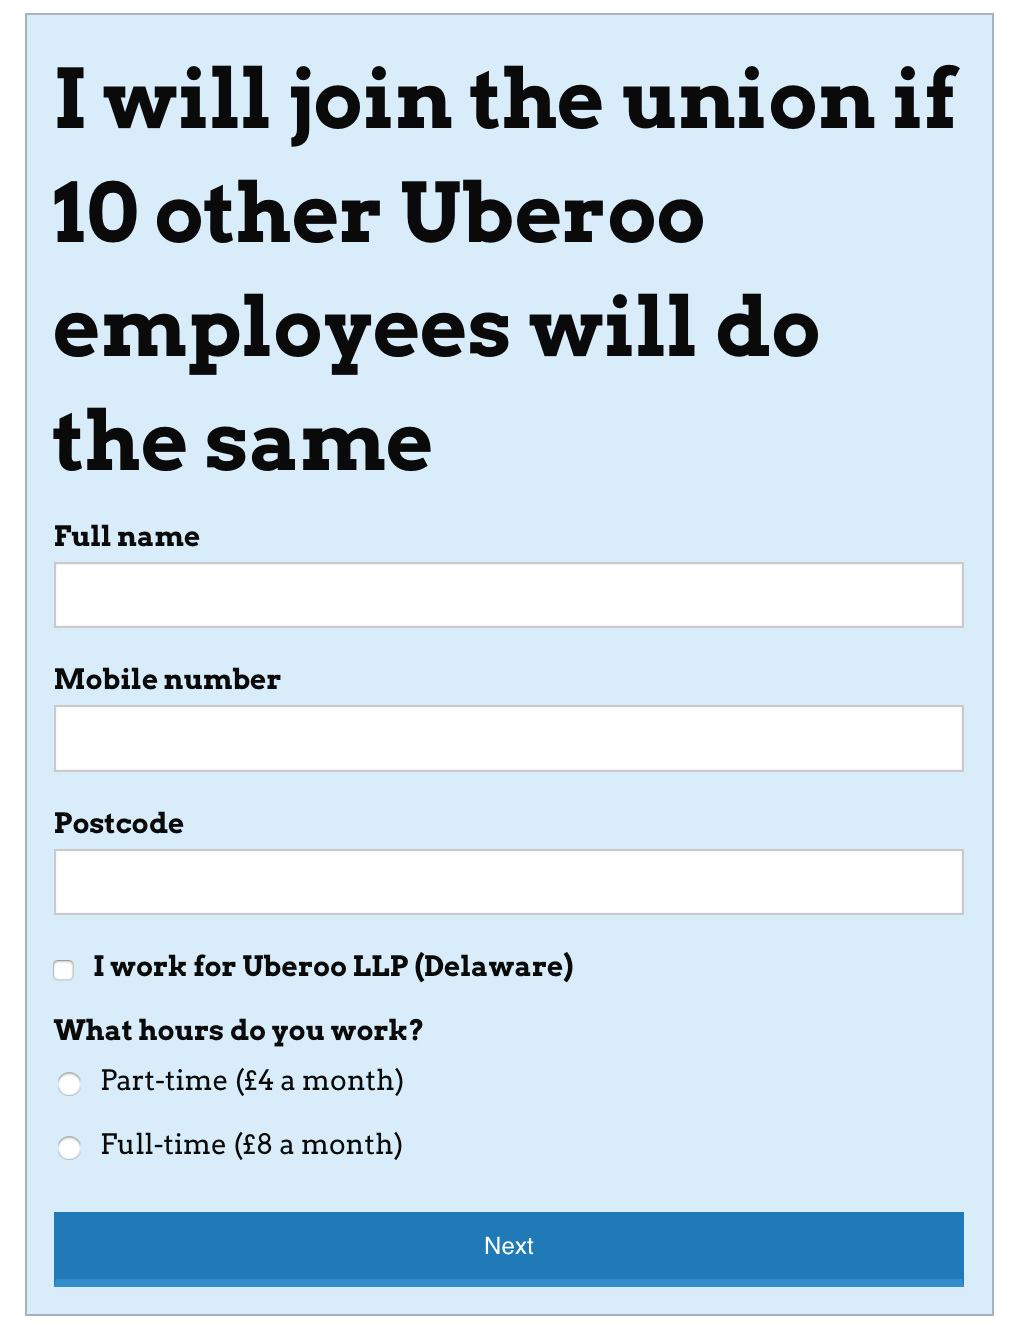 I will join the union if
10 other Uberoo
employees will do
the same
Full name
Mobile number
Postcode
I work for Uberoo LLP (Delaware)
What hours do you work?
Part-time (£4 a month)
Full-time (£8 a month)
Next